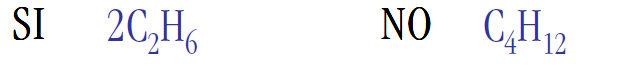 SI 2C₂H₆ NO C₄H₁₂